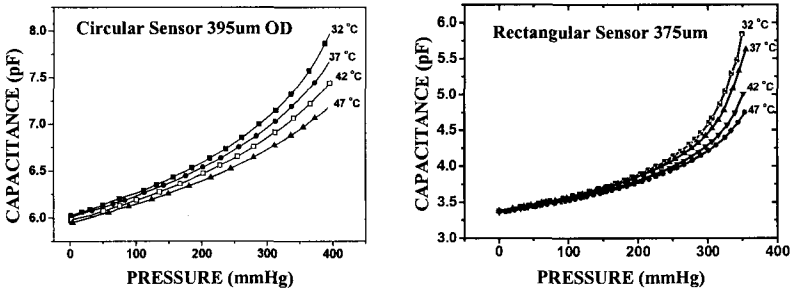 Circular Sensor 395um OD
32 °C
37 °C
42 °C
47 °C
CAPACITANCE (pF)
8.0
7.5
7.0
6.5
6.0
0
100
200
300
400
PRESSURE (mmHg)
Rectangular Sensor 375um
32 °C
37 °C
42 °C
47 °C
CAPACITANCE (pF)
6.0
5.5
5.0
4.5
4.0
3.5
3.0
0
100
200
300
400
PRESSURE (mmHg)